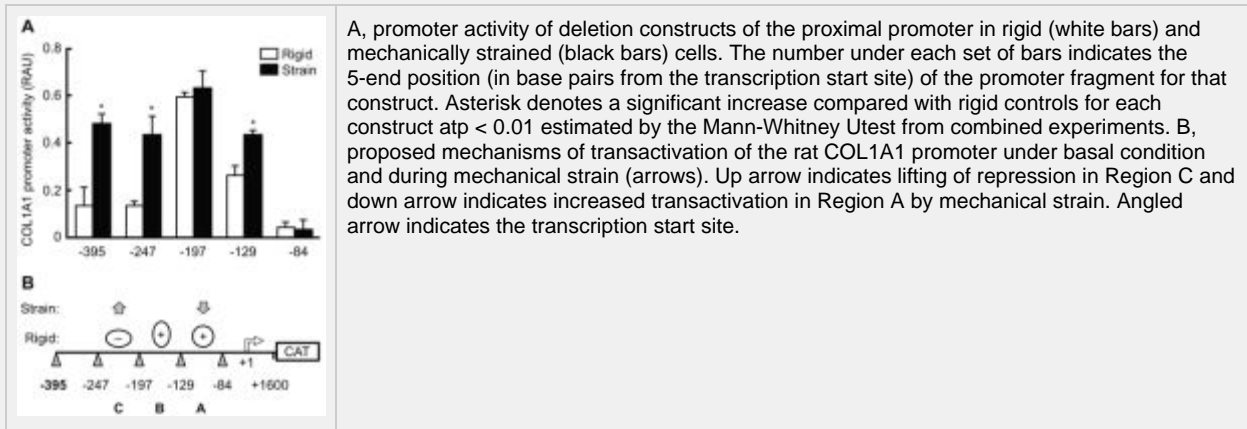 A
0.8
0.6
0.4
0.2
0
COL1A1 promoter activity (RAU)
Rigid
Strain
* * *
-395 -247 -197 -129 -84
B
Strain:
Rigid:
− + +
+1
CAT
-395 -247 -197 -129 -84 +1600
C B A
A, promoter activity of deletion constructs of the proximal promoter in rigid (white bars) and
mechanically strained (black bars) cells. The number under each set of bars indicates the
5-end position (in base pairs from the transcription start site) of the promoter fragment for that
construct. Asterisk denotes a significant increase compared with rigid controls for each
construct atp < 0.01 estimated by the Mann-Whitney Utest from combined experiments. B,
proposed mechanisms of transactivation of the rat COL1A1 promoter under basal condition
and during mechanical strain (arrows). Up arrow indicates lifting of repression in Region C and
down arrow indicates increased transactivation in Region A by mechanical strain. Angled
arrow indicates the transcription start site.